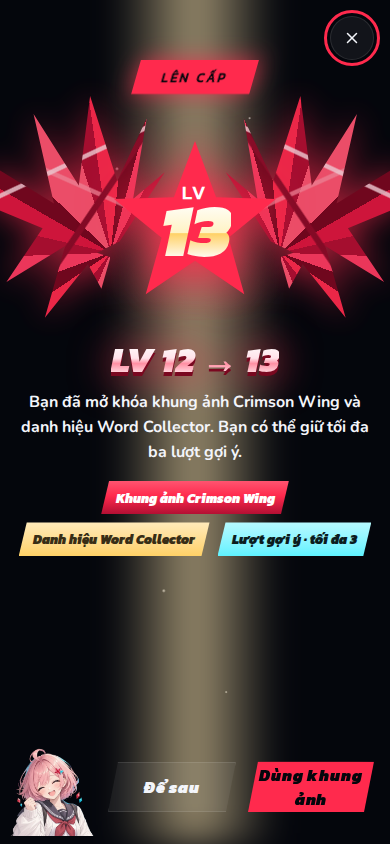 LÊN CẤP
LV
13
LV 12 → 13
Bạn đã mở khóa khung ảnh Crimson Wing và
danh hiệu Word Collector. Bạn có thể giữ tối đa
ba lượt gợi ý.
Khung ảnh Crimson Wing
Danh hiệu Word Collector
Lượt gợi ý · tối đa 3
Để sau
Dùng khung
ảnh